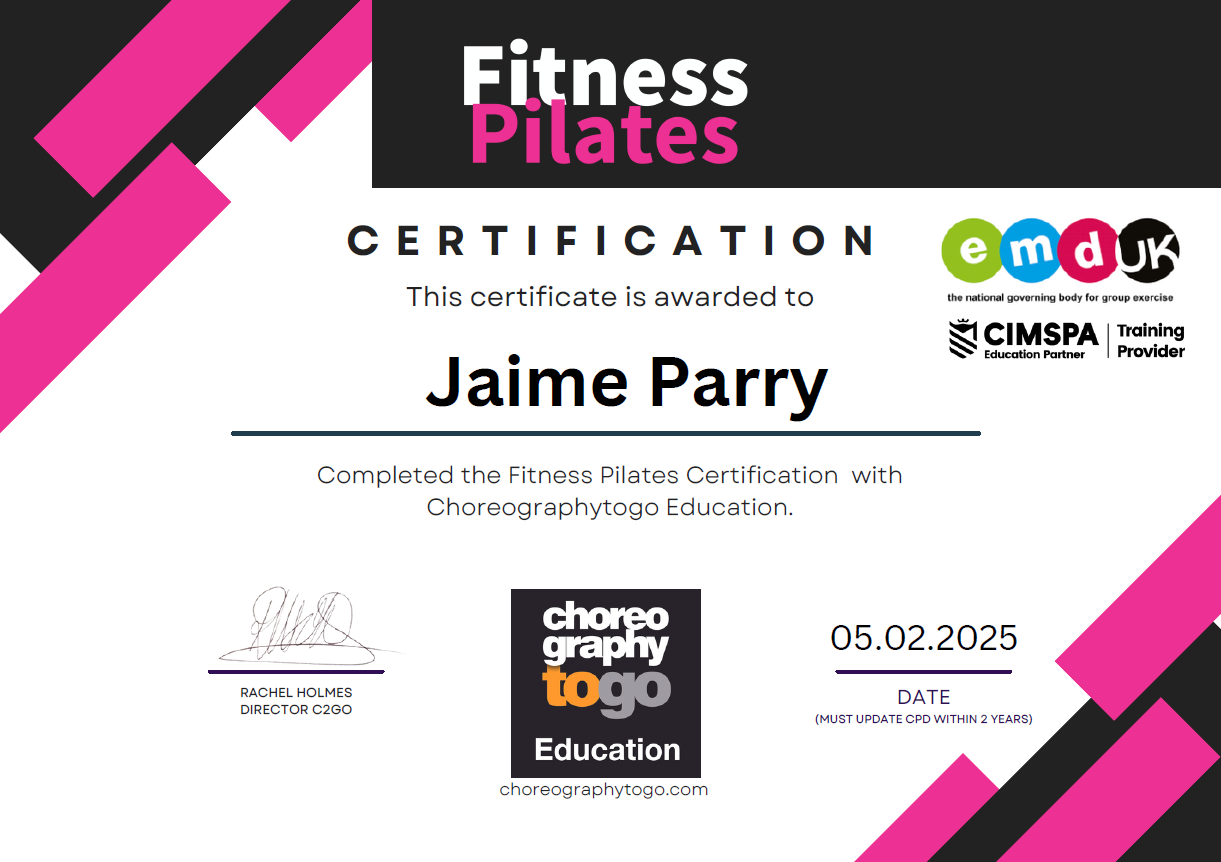 Fitness
Pilates
CERTIFICATION
This certificate is awarded to
emduk
the national governing body for group exercise
CIMSPA
Education Partner
Training
Provider
Jaime Parry
Completed the Fitness Pilates Certification with
Choreographytogo Education.
RACHEL HOLMES
DIRECTOR C2GO
choreo
graphy
togo
Education
choreographytogo.com
05.02.2025
DATE
(MUST UPDATE CPD WITHIN 2 YEARS)